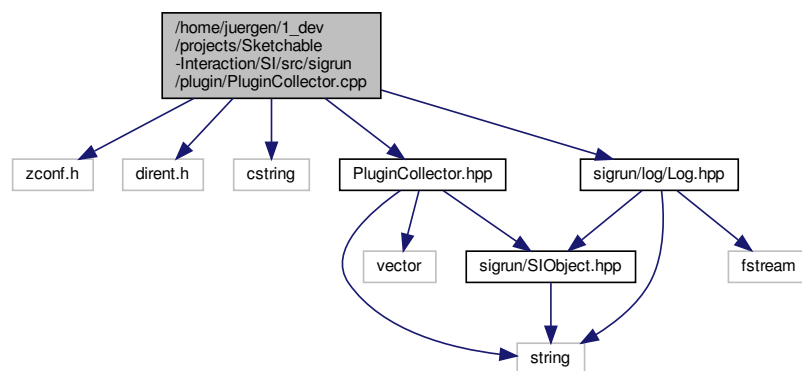 /home/juergen/1_dev
/projects/Sketchable
-Interaction/SI/src/sigrun
/plugin/PluginCollector.cpp
zconf.h
dirent.h
cstring
PluginCollector.hpp
sigrun/log/Log.hpp
vector
sigrun/SIObject.hpp
fstream
string